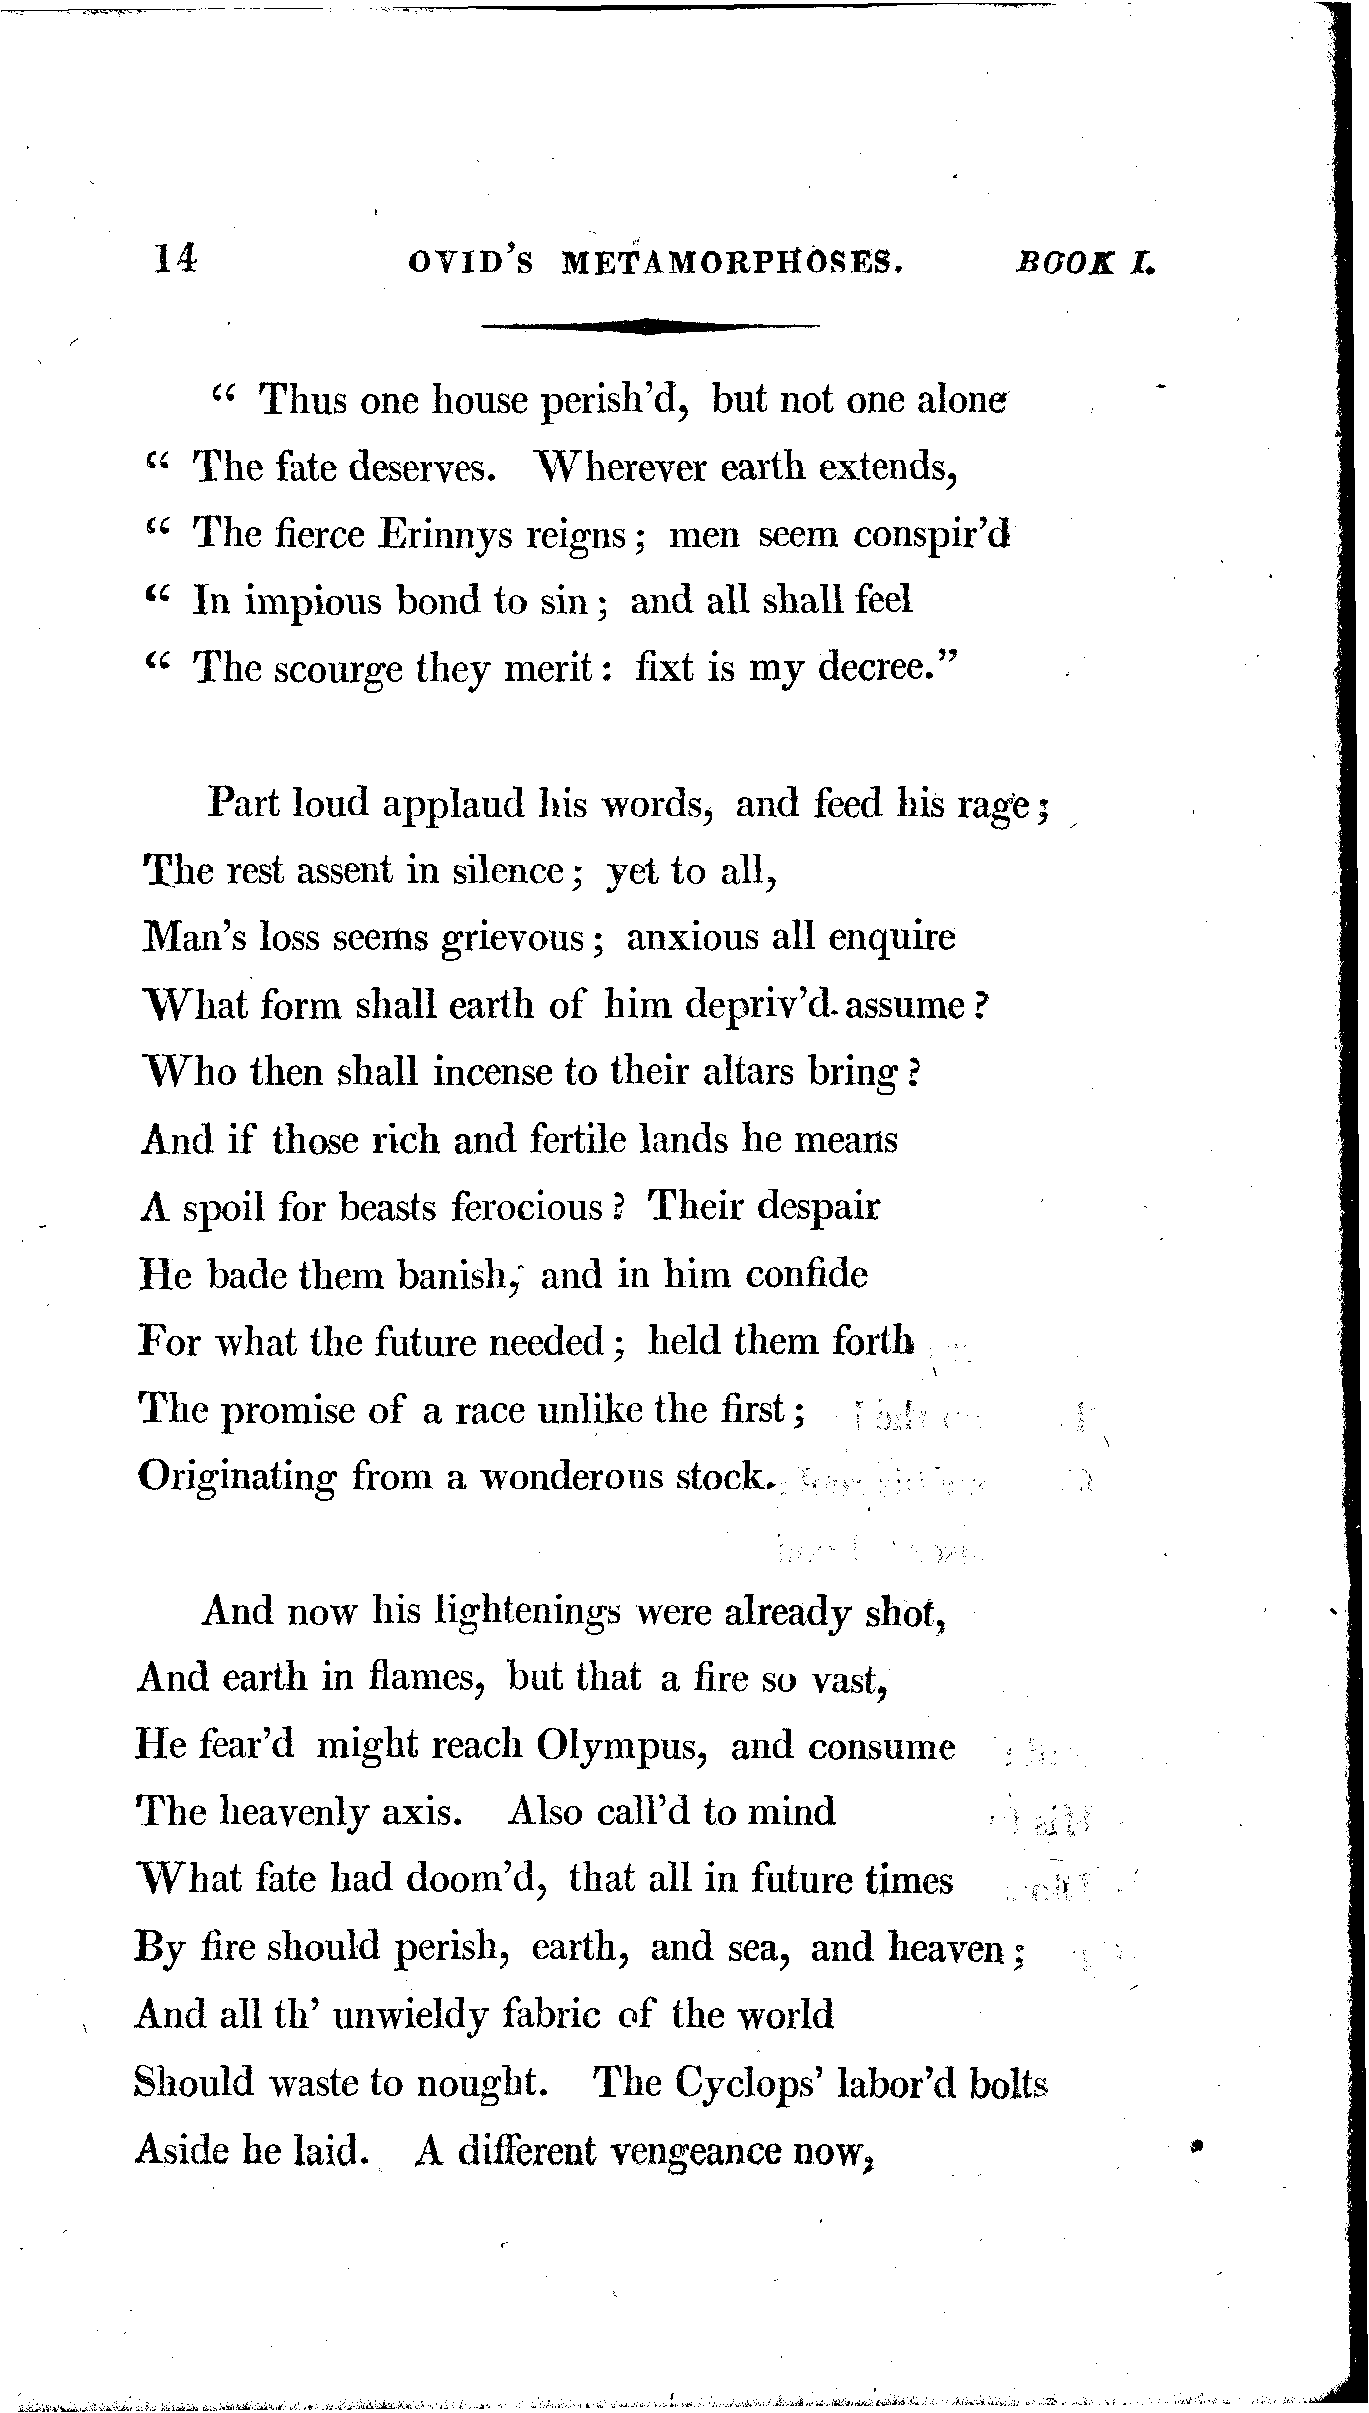 14 OVID'S METAMORPHOSES. BOOK I.
“ Thus one house perish'd, but not one alone
“ The fate deserves. Wherever earth extends,
“ The fierce Erinnys reigns; men seem conspir'd
“ In impious bond to sin; and all shall feel
“ The scourge they merit: fixt is my decree.”
Part loud applaud his words, and feed his rage;
The rest assent in silence; yet to all,
Man's loss seems grievous; anxious all enquire
What form shall earth of him depriv'd assume?
Who then shall incense to their altars bring?
And if those rich and fertile lands he means
A spoil for beasts ferocious? Their despair
He bade them banish, and in him confide
For what the future needed; held them forth
The promise of a race unlike the first;
Originating from a wonderous stock.
And now his lightenings were already shot,
And earth in flames, but that a fire so vast,
He fear'd might reach Olympus, and consume
The heavenly axis. Also call'd to mind
What fate had doom'd, that all in future times
By fire should perish, earth, and sea, and heaven;
And all th' unwieldy fabric of the world
Should waste to nought. The Cyclops' labor'd bolts
Aside he laid. A different vengeance now,